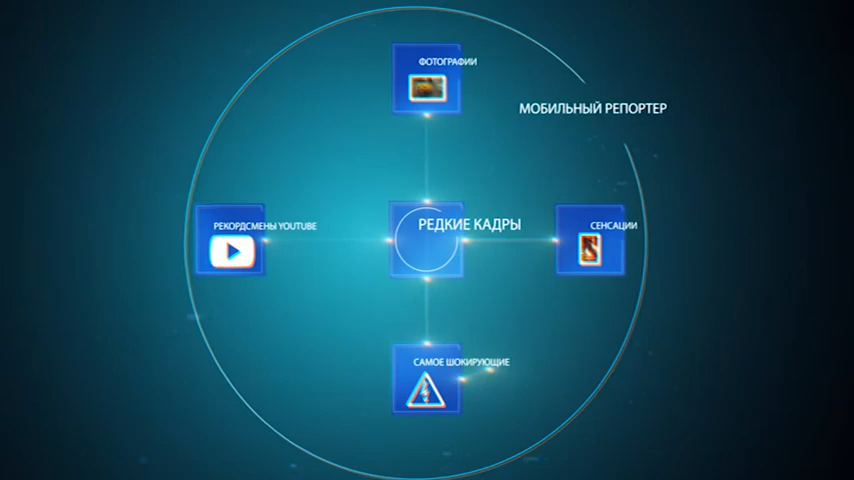 ФОТОГРАФИИ
МОБИЛЬНЫЙ РЕПОРТЕР
РЕКОРДСМЕНЫ YOUTUBE
РЕДКИЕ КАДРЫ
СЕНСАЦИИ
САМОЕ ШОКИРУЮЩИЕ